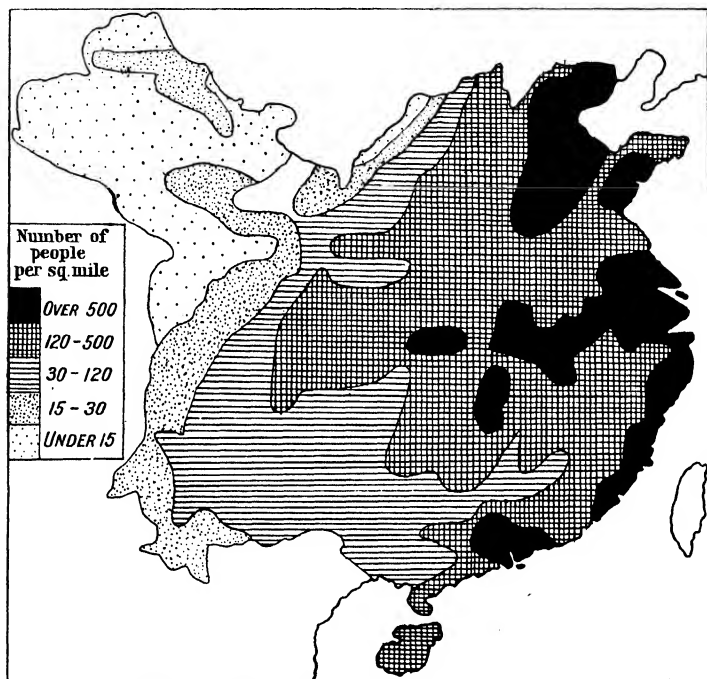 Number of
people
per sq. mile
OVER 500
120-500
30-120
15-30
UNDER 15